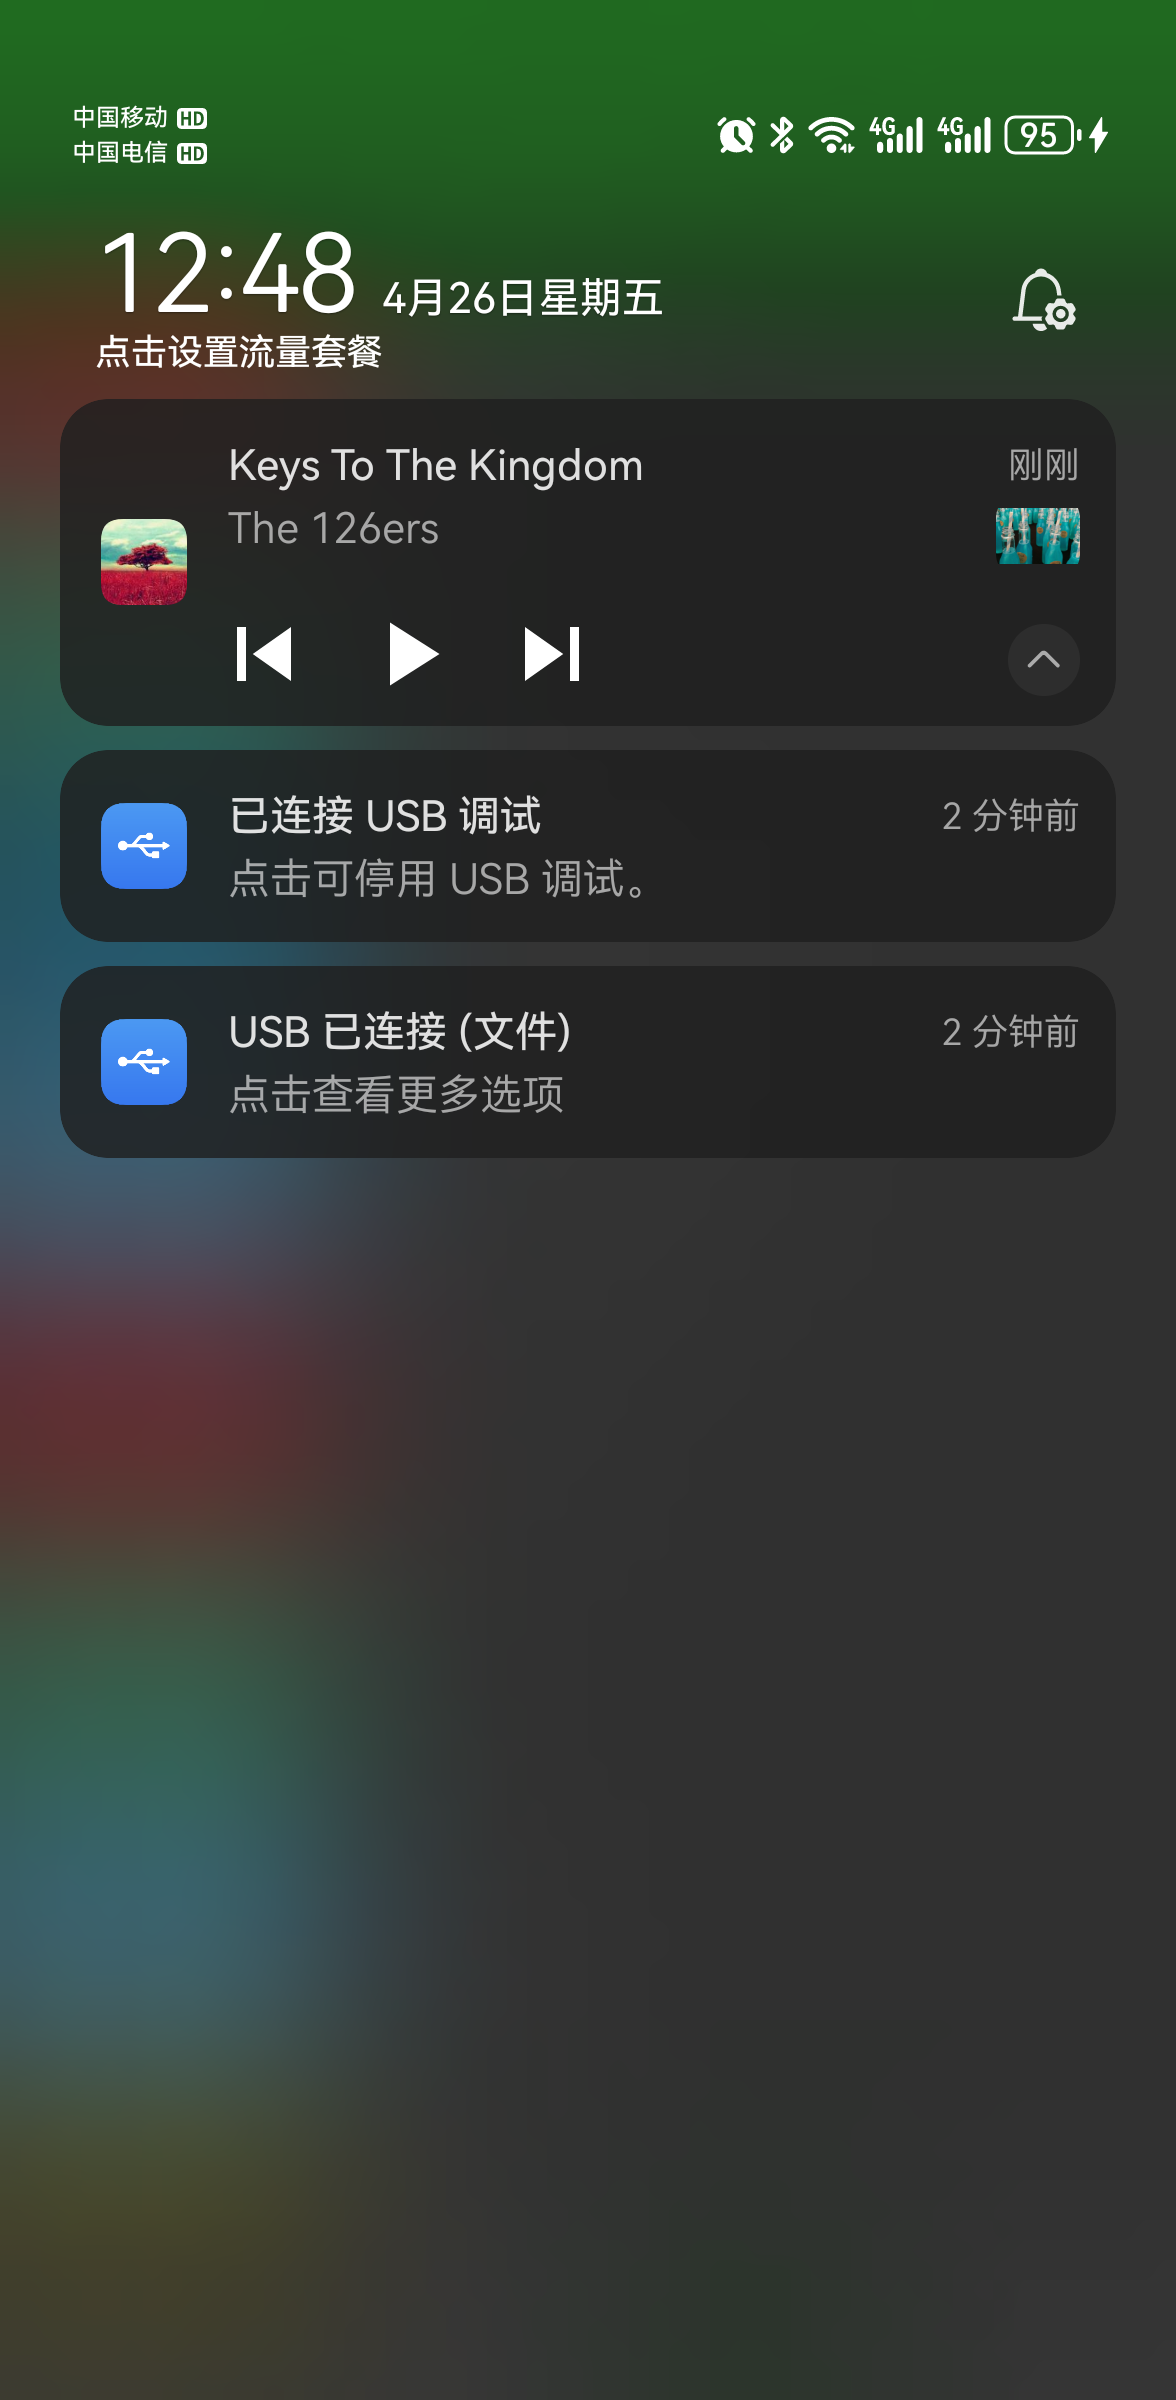 中国移动 HD
中国电信 HD
4G 4G 95
12:48 4月26日星期五
点击设置流量套餐
Keys To The Kingdom 刚刚
The 126ers
已连接 USB 调试 2 分钟前
点击可停用 USB 调试。
USB 已连接 (文件) 2 分钟前
点击查看更多选项